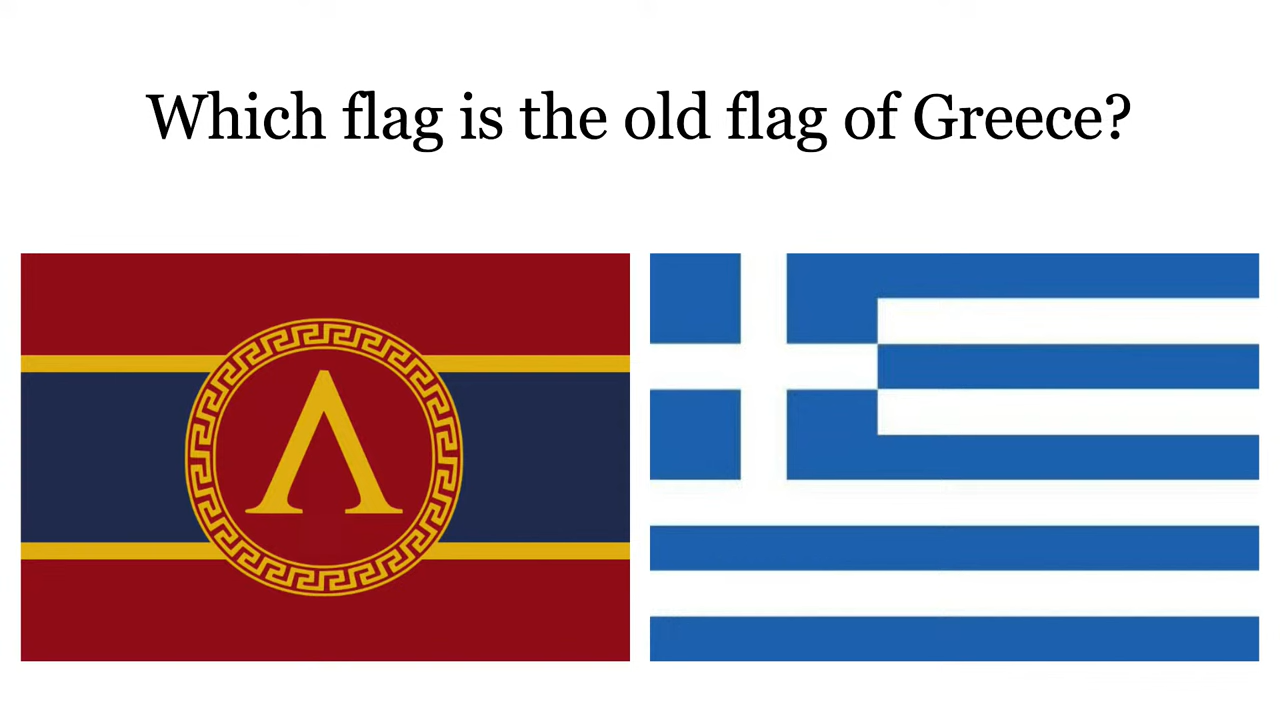 Which flag is the old flag of Greece?
Λ